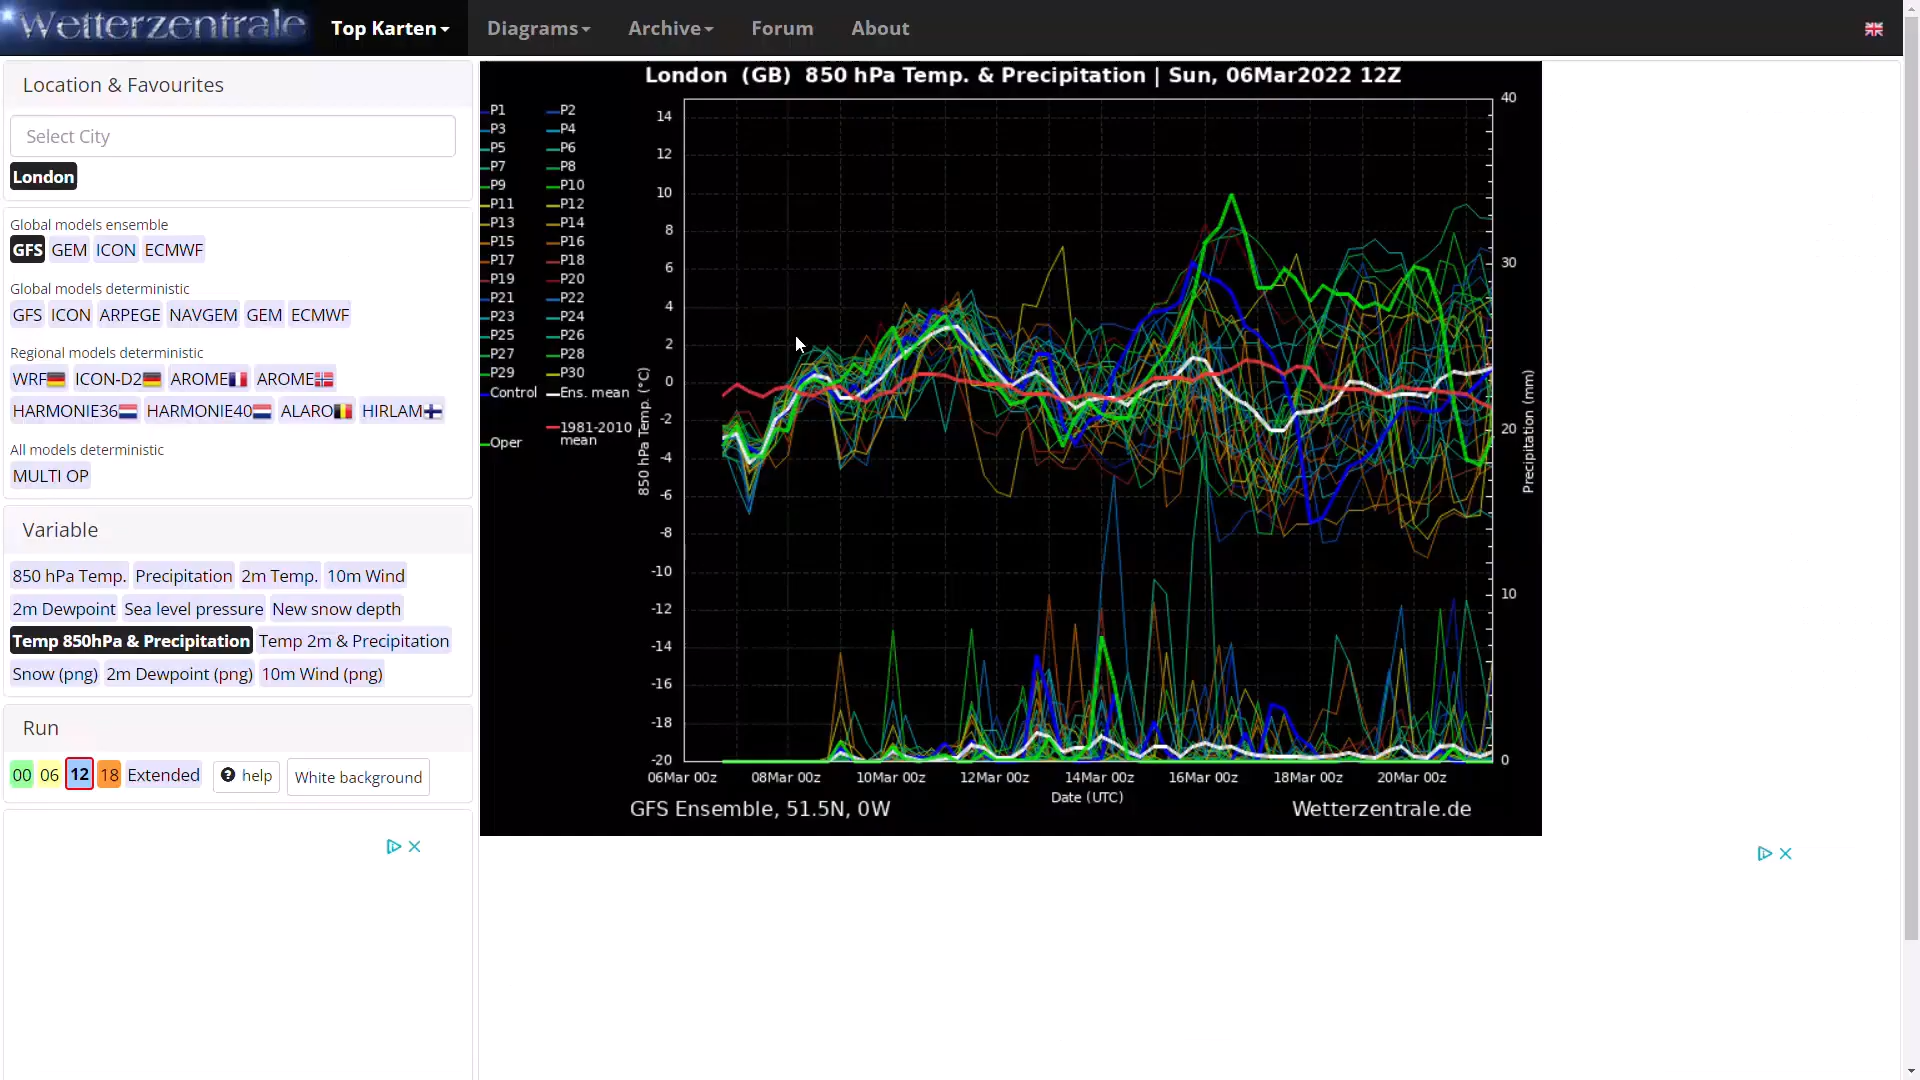 Wetterzentrale
Top Karten Diagrams Archive Forum About
Location & Favourites
Select City
London
Global models ensemble
GFS GEM ICON ECMWF
Global models deterministic
GFS ICON ARPEGE NAVGEM GEM ECMWF
Regional models deterministic
WRF ICON-D2 AROME AROME
HARMONIE36 HARMONIE40 ALARO HIRLAM
All models deterministic
MULTI OP
Variable
850 hPa Temp. Precipitation 2m Temp. 10m Wind
2m Dewpoint Sea level pressure New snow depth
Temp 850hPa & Precipitation Temp 2m & Precipitation
Snow (png) 2m Dewpoint (png) 10m Wind (png)
Run
00 06 12 18 Extended help White background
London (GB) 850 hPa Temp. & Precipitation | Sun, 06Mar2022 12Z
P1 P2
P3 P4
P5 P6
P7 P8
P9 P10
P11 P12
P13 P14
P15 P16
P17 P18
P19 P20
P21 P22
P23 P24
P25 P26
P27 P28
P29 P30
Control Ens. mean
Oper 1981-2010
mean
850 hPa Temp. (°C)
14
12
10
8
6
4
2
0
-2
-4
-6
-8
-10
-12
-14
-16
-18
-20
40
30
20
10
0
Precipitation (mm)
06Mar 00z 08Mar 00z 10Mar 00z 12Mar 00z 14Mar 00z 16Mar 00z 18Mar 00z 20Mar 00z
Date (UTC)
GFS Ensemble, 51.5N, 0W Wetterzentrale.de